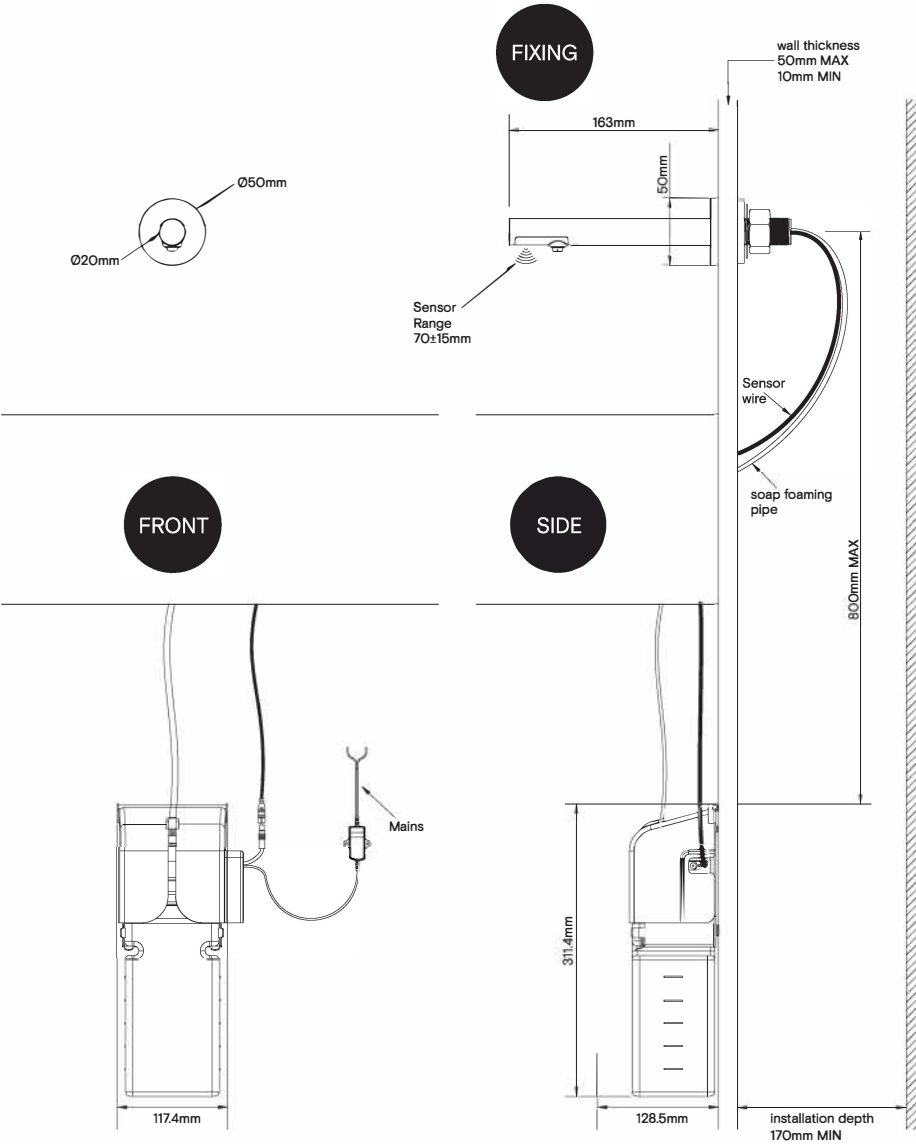 FIXING
wall thickness
50mm MAX
10mm MIN
163mm
50mm
Ø50mm
Ø20mm
Sensor
Range
70±15mm
Sensor
wire
soap foaming
pipe
FRONT
SIDE
800mm MAX
Mains
311.4mm
117.4mm
128.5mm
installation depth
170mm MIN